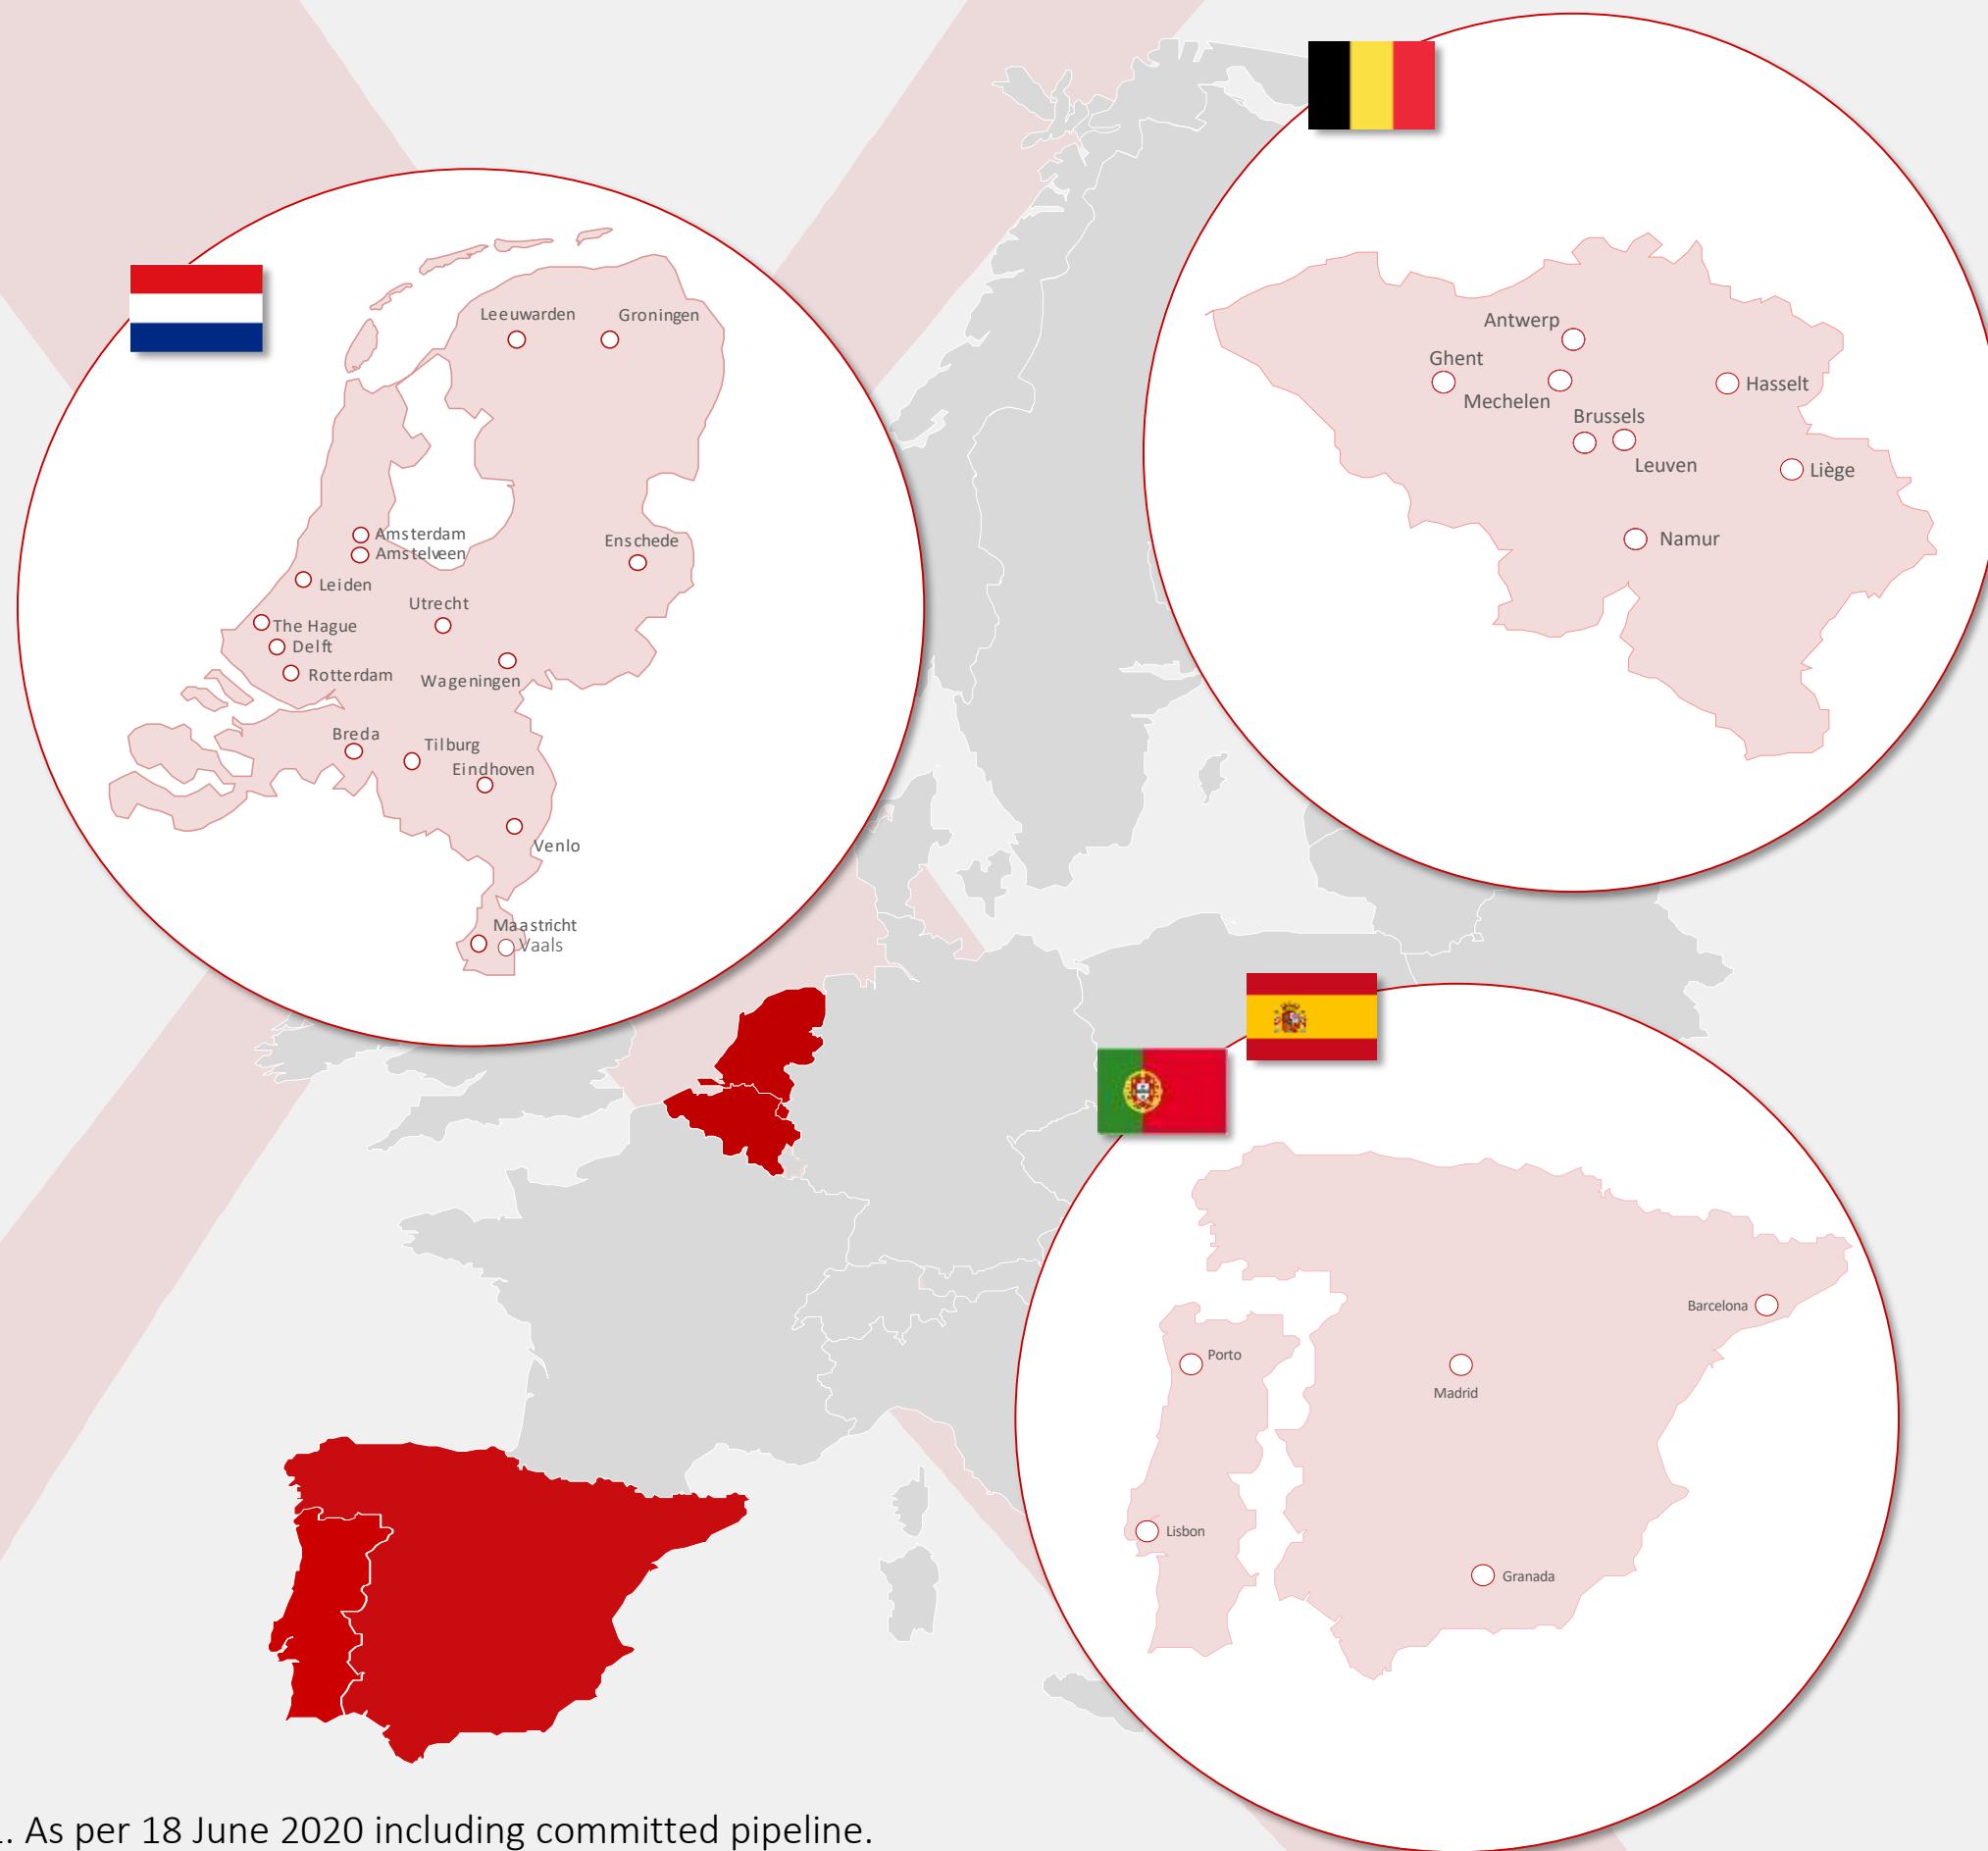 Leeuwarden
Groningen
Amsterdam
Amstelveen
Enschede
Leiden
Utrecht
The Hague
Delft
Rotterdam
Wageningen
Breda
Tilburg
Eindhoven
Venlo
Maastricht
Vaals
Antwerp
Ghent
Hasselt
Mechelen
Brussels
Leuven
Liège
Namur
Barcelona
Porto
Madrid
Lisbon
Granada
. As per 18 June 2020 including committed pipeline.